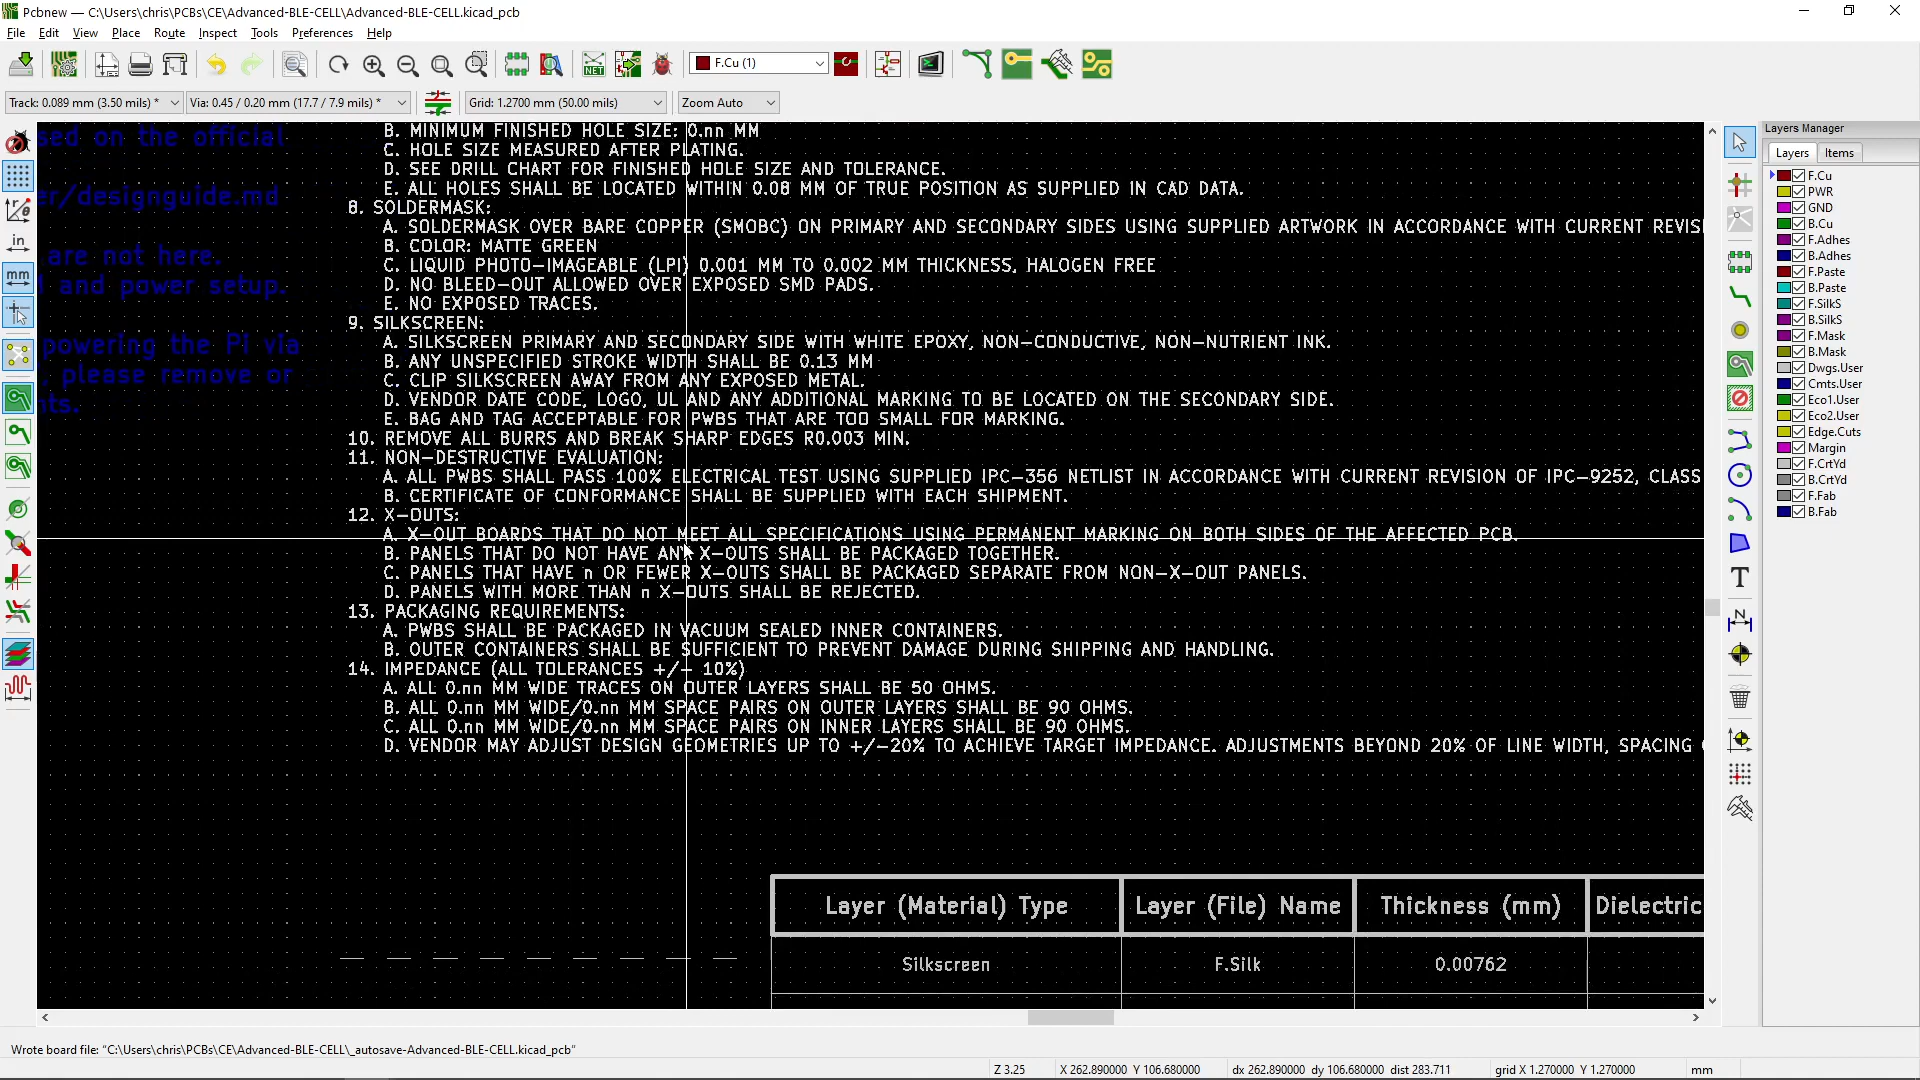 Pcbnew — C:\Users\chris\PCBs\CE\Advanced-BLE-CELL\Advanced-BLE-CELL.kicad_pcb
File Edit View Place Route Inspect Tools Preferences Help
NET
F.Cu (1)
Track: 0.089 mm (3.50 mils) *
Via: 0.45 / 0.20 mm (17.7 / 7.9 mils) *
Grid: 1.2700 mm (50.00 mils)
Zoom Auto
in
mm
sed on the official
er/designguide.md
are not here.
and power setup.
powering the Pi via
, please remove or
nts.
B. MINIMUM FINISHED HOLE SIZE: 0.nn MM
C. HOLE SIZE MEASURED AFTER PLATING.
D. SEE DRILL CHART FOR FINISHED HOLE SIZE AND TOLERANCE.
E. ALL HOLES SHALL BE LOCATED WITHIN 0.08 MM OF TRUE POSITION AS SUPPLIED IN CAD DATA.
8. SOLDERMASK:
A. SOLDERMASK OVER BARE COPPER (SMOBC) ON PRIMARY AND SECONDARY SIDES USING SUPPLIED ARTWORK IN ACCORDANCE WITH CURRENT REVIS
B. COLOR: MATTE GREEN
C. LIQUID PHOTO-IMAGEABLE (LPI) 0.001 MM TO 0.002 MM THICKNESS, HALOGEN FREE
D. NO BLEED-OUT ALLOWED OVER EXPOSED SMD PADS.
E. NO EXPOSED TRACES.
9. SILKSCREEN:
A. SILKSCREEN PRIMARY AND SECONDARY SIDE WITH WHITE EPOXY, NON-CONDUCTIVE, NON-NUTRIENT INK.
B. ANY UNSPECIFIED STROKE WIDTH SHALL BE 0.13 MM
C. CLIP SILKSCREEN AWAY FROM ANY EXPOSED METAL.
D. VENDOR DATE CODE, LOGO, UL AND ANY ADDITIONAL MARKING TO BE LOCATED ON THE SECONDARY SIDE.
E. BAG AND TAG ACCEPTABLE FOR PWBS THAT ARE TOO SMALL FOR MARKING.
10. REMOVE ALL BURRS AND BREAK SHARP EDGES R0.003 MIN.
11. NON-DESTRUCTIVE EVALUATION:
A. ALL PWBS SHALL PASS 100% ELECTRICAL TEST USING SUPPLIED IPC-356 NETLIST IN ACCORDANCE WITH CURRENT REVISION OF IPC-9252, CLASS
B. CERTIFICATE OF CONFORMANCE SHALL BE SUPPLIED WITH EACH SHIPMENT.
12. X-OUTS:
A. X-OUT BOARDS THAT DO NOT MEET ALL SPECIFICATIONS USING PERMANENT MARKING ON BOTH SIDES OF THE AFFECTED PCB.
B. PANELS THAT DO NOT HAVE ANY X-OUTS SHALL BE PACKAGED TOGETHER.
C. PANELS THAT HAVE n OR FEWER X-OUTS SHALL BE PACKAGED SEPARATE FROM NON-X-OUT PANELS.
D. PANELS WITH MORE THAN n X-OUTS SHALL BE REJECTED.
13. PACKAGING REQUIREMENTS:
A. PWBS SHALL BE PACKAGED IN VACUUM SEALED INNER CONTAINERS.
B. OUTER CONTAINERS SHALL BE SUFFICIENT TO PREVENT DAMAGE DURING SHIPPING AND HANDLING.
14. IMPEDANCE (ALL TOLERANCES +/- 10%)
A. ALL 0.nn MM WIDE TRACES ON OUTER LAYERS SHALL BE 50 OHMS.
B. ALL 0.nn MM WIDE/0.nn MM SPACE PAIRS ON OUTER LAYERS SHALL BE 90 OHMS.
C. ALL 0.nn MM WIDE/0.nn MM SPACE PAIRS ON INNER LAYERS SHALL BE 90 OHMS.
D. VENDOR MAY ADJUST DESIGN GEOMETRIES UP TO +/-20% TO ACHIEVE TARGET IMPEDANCE. ADJUSTMENTS BEYOND 20% OF LINE WIDTH, SPACING
Layer (Material) Type Layer (File) Name Thickness (mm) Dielectric
Silkscreen F.Silk 0.00762
Layers Manager
Layers Items
F.Cu
PWR
GND
B.Cu
F.Adhes
B.Adhes
F.Paste
B.Paste
F.SilkS
B.SilkS
F.Mask
B.Mask
Dwgs.User
Cmts.User
Eco1.User
Eco2.User
Edge.Cuts
Margin
F.CrtYd
B.CrtYd
F.Fab
B.Fab
Wrote board file: "C:\Users\chris\PCBs\CE\Advanced-BLE-CELL\_autosave-Advanced-BLE-CELL.kicad_pcb"
Z 3.25 X 262.890000 Y 106.680000 dx 262.890000 dy 106.680000 dist 283.711 grid X 1.270000 Y 1.270000 mm